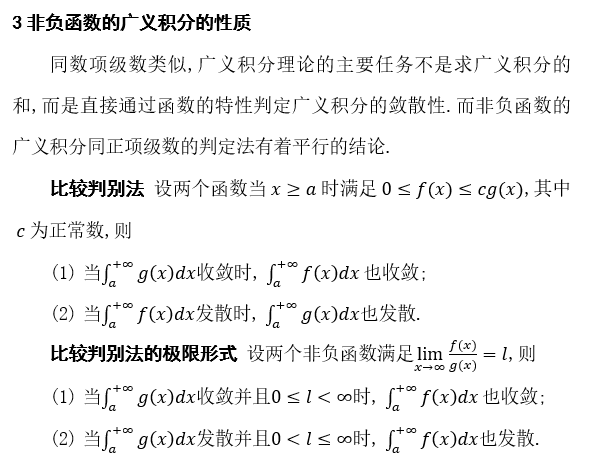 3 非负函数的广义积分的性质
同数项级数类似, 广义积分理论的主要任务不是求广义积分的
和, 而是直接通过函数的特性判定广义积分的敛散性. 而非负函数的
广义积分同正项级数的判定法有着平行的结论.
比较判别法 设两个函数当 x ≥ a 时满足 0 ≤ f(x) ≤ cg(x), 其中
c 为正常数, 则
(1) 当∫_a^{+∞} g(x)dx收敛时, ∫_a^{+∞} f(x)dx 也收敛;
(2) 当∫_a^{+∞} f(x)dx发散时, ∫_a^{+∞} g(x)dx也发散.
比较判别法的极限形式 设两个非负函数满足lim_{x→∞} f(x)/g(x) = l, 则
(1) 当∫_a^{+∞} g(x)dx收敛并且0 ≤ l < ∞时, ∫_a^{+∞} f(x)dx 也收敛;
(2) 当∫_a^{+∞} g(x)dx发散并且0 < l ≤ ∞时, ∫_a^{+∞} f(x)dx也发散.